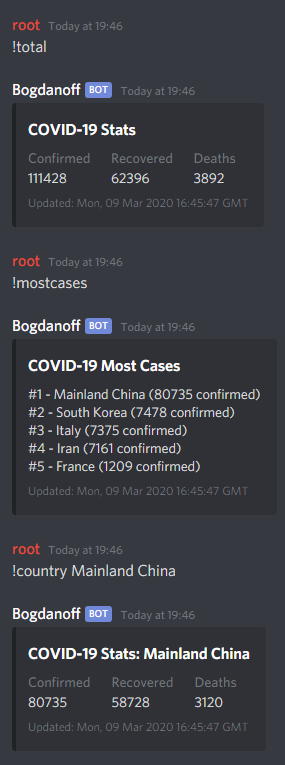 root Today at 19:46
!total
Bogdanoff BOT Today at 19:46
COVID-19 Stats
Confirmed Recovered Deaths
111428 62396 3892
Updated: Mon, 09 Mar 2020 16:45:47 GMT
root Today at 19:46
!mostcases
Bogdanoff BOT Today at 19:46
COVID-19 Most Cases
#1 - Mainland China (80735 confirmed)
#2 - South Korea (7478 confirmed)
#3 - Italy (7375 confirmed)
#4 - Iran (7161 confirmed)
#5 - France (1209 confirmed)
Updated: Mon, 09 Mar 2020 16:45:47 GMT
root Today at 19:46
!country Mainland China
Bogdanoff BOT Today at 19:46
COVID-19 Stats: Mainland China
Confirmed Recovered Deaths
80735 58728 3120
Updated: Mon, 09 Mar 2020 16:45:47 GMT